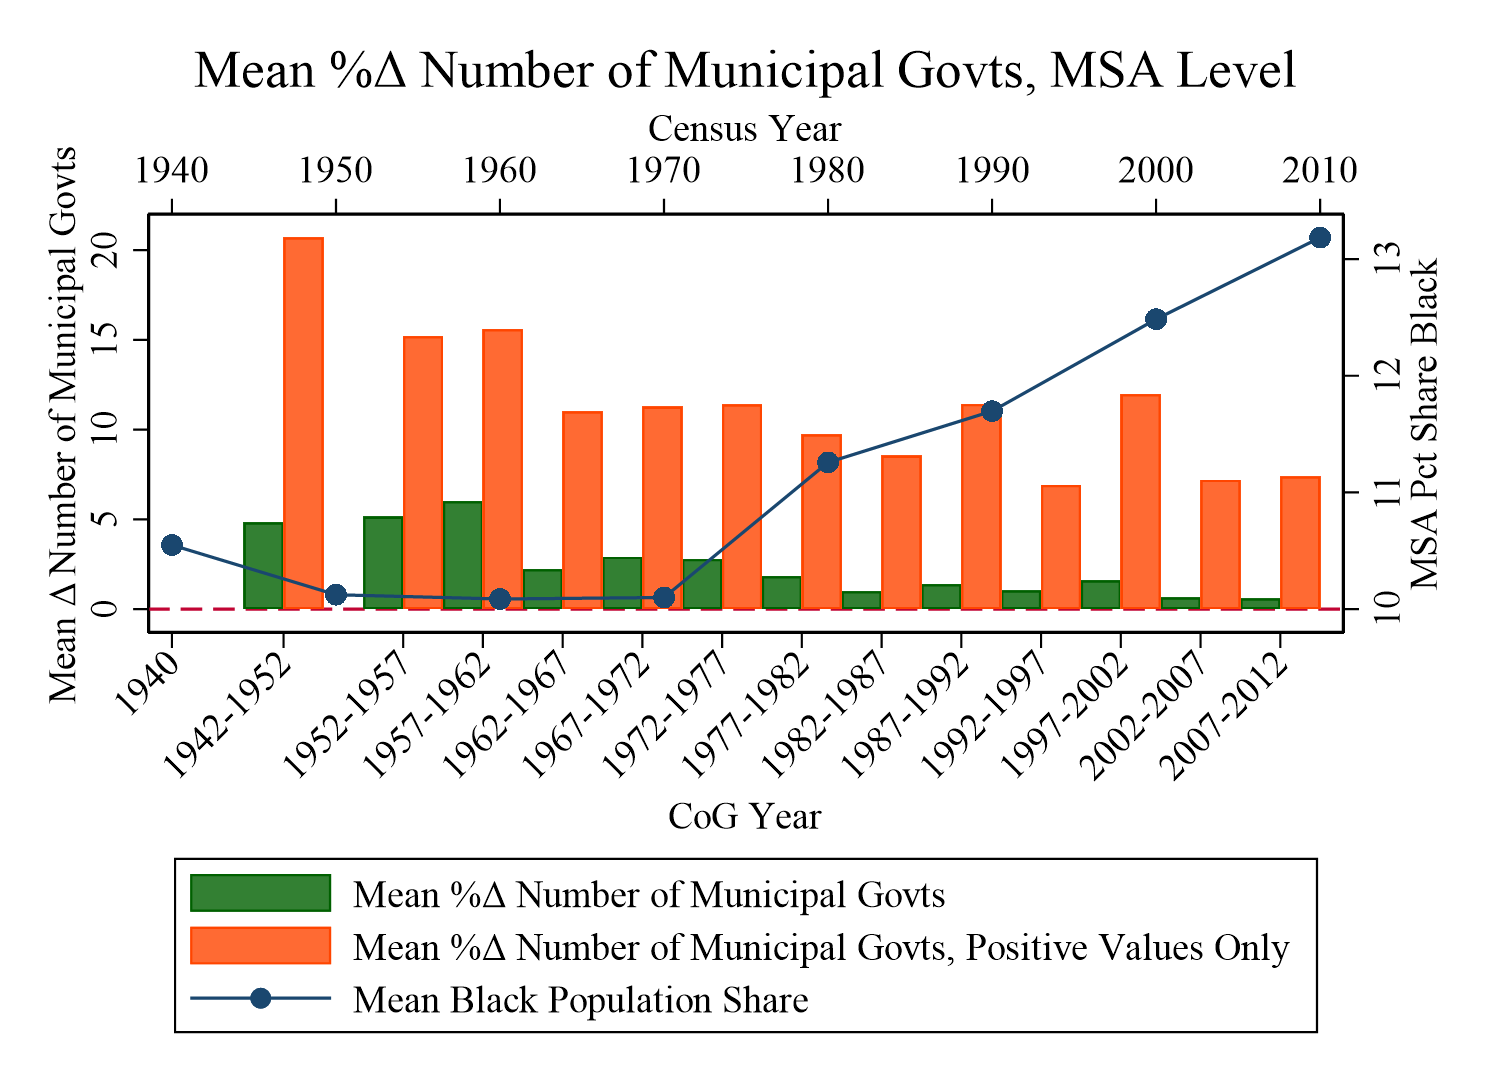 Mean %Δ Number of Municipal Govts, MSA Level
Census Year
1940 1950 1960 1970 1980 1990 2000 2010
Mean Δ Number of Municipal Govts
20
15
10
5
0
13
12
11
10
MSA Pct Share Black
1940 1942-1952 1952-1957 1957-1962 1962-1967 1967-1972 1972-1977 1977-1982 1982-1987 1987-1992 1992-1997 1997-2002 2002-2007 2007-2012
CoG Year
Mean %Δ Number of Municipal Govts
Mean %Δ Number of Municipal Govts, Positive Values Only
Mean Black Population Share